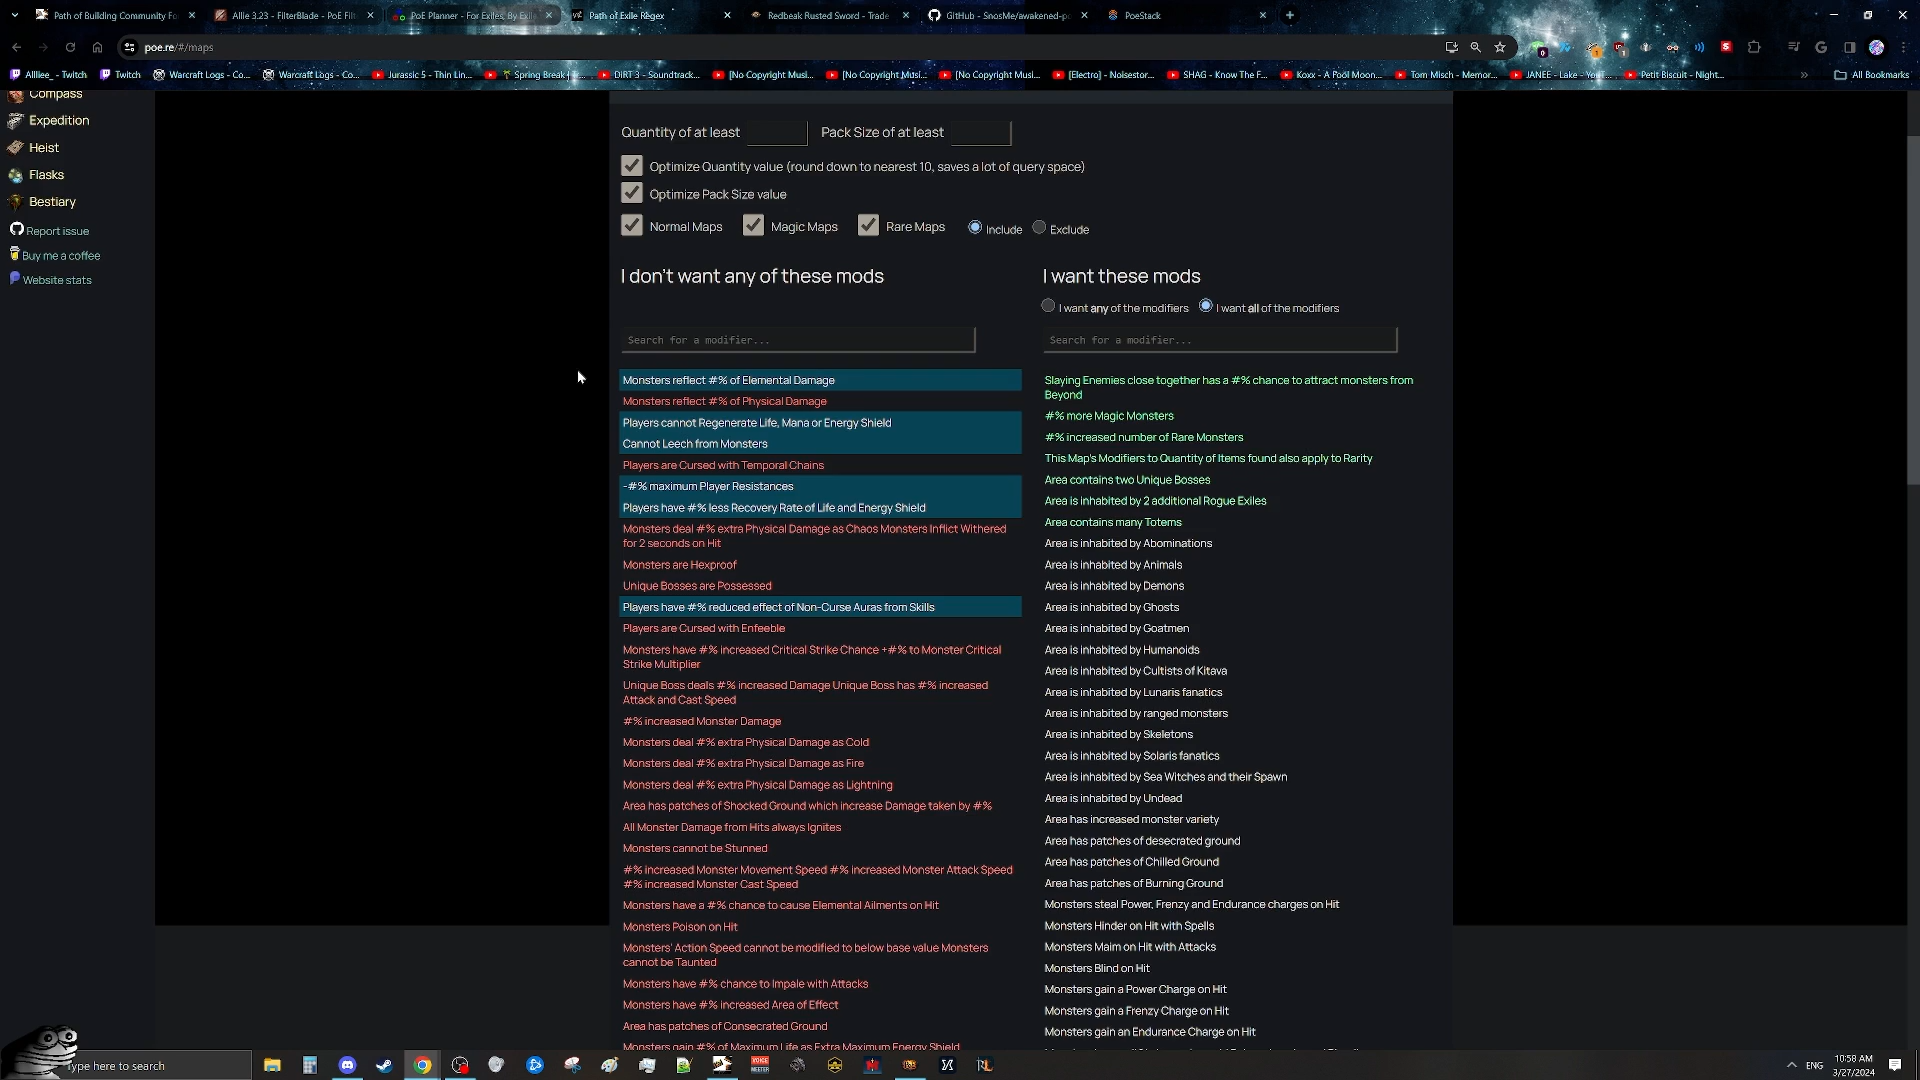 Path of Building Community Fo
Allie 3.23 - FilterBlade - PoE Filt
PoE Planner - For Exiles, By Exile
Path of Exile Regex
Redbeak Rusted Sword - Trade
GitHub - SnosMe/awakened-po
PoeStack
poe.re/#/maps
Allliee_ - Twitch
Twitch
Warcraft Logs - Co...
Warcraft Logs - Co...
Jurassic 5 - Thin Lin...
DIRT 3 - Soundtrack...
[No Copyright Musi...
[No Copyright Musi...
[No Copyright Musi...
[Electro] - Noisestor...
SHAG - Know The F...
Koxx - A Pool Moon...
Tom Misch - Memor...
JANEE - Lake - YouT...
Petit Biscuit - Night...
All Bookmarks
Compass
Expedition
Heist
Flasks
Bestiary
Report issue
Buy me a coffee
Website stats
Quantity of at least
Pack Size of at least
Optimize Quantity value (round down to nearest 10, saves a lot of query space)
Optimize Pack Size value
Normal Maps
Magic Maps
Rare Maps
Include
Exclude
I don't want any of these mods
Search for a modifier...
Monsters reflect #% of Elemental Damage
Monsters reflect #% of Physical Damage
Players cannot Regenerate Life, Mana or Energy Shield
Cannot Leech from Monsters
Players are Cursed with Temporal Chains
-#% maximum Player Resistances
Players have #% less Recovery Rate of Life and Energy Shield
Monsters deal #% extra Physical Damage as Chaos Monsters Inflict Withered
for 2 seconds on Hit
Monsters are Hexproof
Unique Bosses are Possessed
Players have #% reduced effect of Non-Curse Auras from Skills
Players are Cursed with Enfeeble
Monsters have #% increased Critical Strike Chance +#% to Monster Critical
Strike Multiplier
Unique Boss deals #% increased Damage Unique Boss has #% increased
Attack and Cast Speed
#% increased Monster Damage
Monsters deal #% extra Physical Damage as Cold
Monsters deal #% extra Physical Damage as Fire
Monsters deal #% extra Physical Damage as Lightning
Area has patches of Shocked Ground which increase Damage taken by #%
All Monster Damage from Hits always Ignites
Monsters cannot be Stunned
#% increased Monster Movement Speed #% increased Monster Attack Speed
#% increased Monster Cast Speed
Monsters have a #% chance to cause Elemental Ailments on Hit
Monsters Poison on Hit
Monsters' Action Speed cannot be modified to below base value Monsters
cannot be Taunted
Monsters have #% chance to Impale with Attacks
Monsters have #% increased Area of Effect
Area has patches of Consecrated Ground
Monsters gain #% of Maximum Life as Extra Maximum Energy Shield
I want these mods
I want any of the modifiers
I want all of the modifiers
Search for a modifier...
Slaying Enemies close together has a #% chance to attract monsters from
Beyond
#% more Magic Monsters
#% increased number of Rare Monsters
This Map's Modifiers to Quantity of Items found also apply to Rarity
Area contains two Unique Bosses
Area is inhabited by 2 additional Rogue Exiles
Area contains many Totems
Area is inhabited by Abominations
Area is inhabited by Animals
Area is inhabited by Demons
Area is inhabited by Ghosts
Area is inhabited by Goatmen
Area is inhabited by Humanoids
Area is inhabited by Cultists of Kitava
Area is inhabited by Lunaris fanatics
Area is inhabited by ranged monsters
Area is inhabited by Skeletons
Area is inhabited by Solaris fanatics
Area is inhabited by Sea Witches and their Spawn
Area is inhabited by Undead
Area has increased monster variety
Area has patches of desecrated ground
Area has patches of Chilled Ground
Area has patches of Burning Ground
Monsters steal Power, Frenzy and Endurance charges on Hit
Monsters Hinder on Hit with Spells
Monsters Maim on Hit with Attacks
Monsters Blind on Hit
Monsters gain a Power Charge on Hit
Monsters gain a Frenzy Charge on Hit
Monsters gain an Endurance Charge on Hit
Type here to search
ENG
10:58 AM
3/27/2024